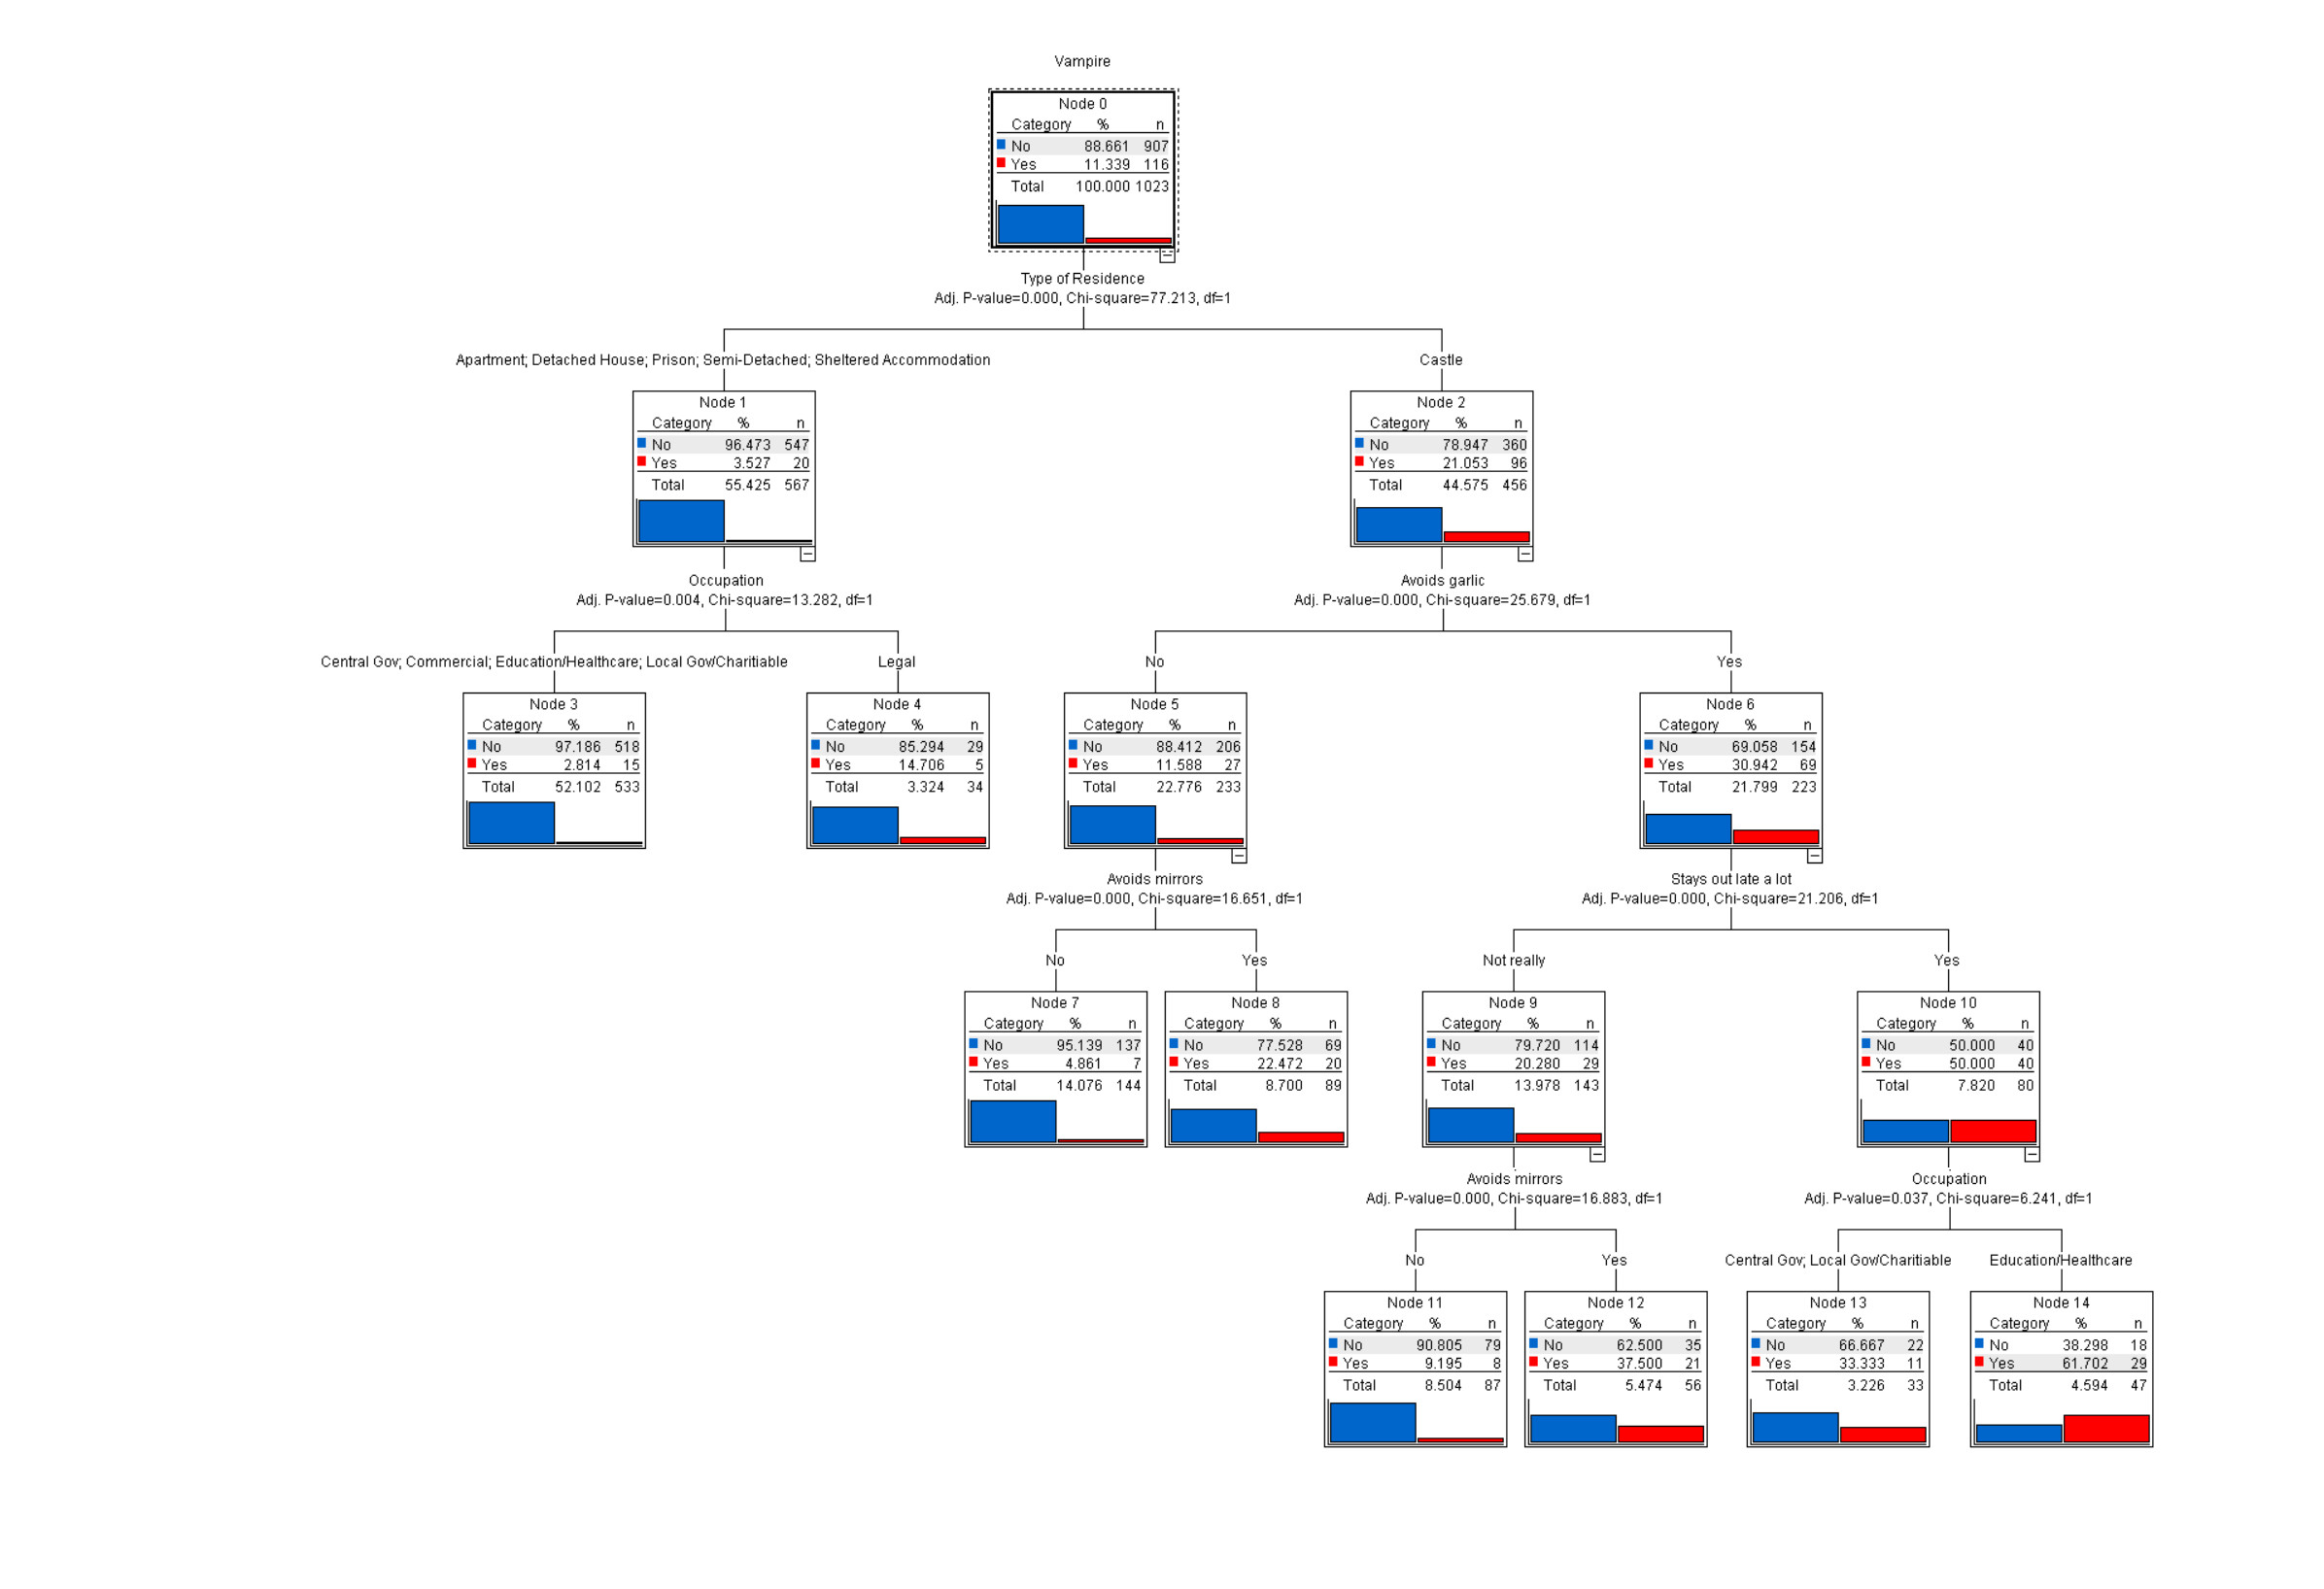 Vampire
Node 0
Category % n
No 88.661 907
Yes 11.339 116
Total 100.000 1023
Type of Residence
Adj. P-value=0.000, Chi-square=77.213, df=1
Apartment; Detached House; Prison; Semi-Detached; Sheltered Accommodation
Castle
Node 1
Category % n
No 96.473 547
Yes 3.527 20
Total 55.425 567
Node 2
Category % n
No 78.947 360
Yes 21.053 96
Total 44.575 456
Occupation
Adj. P-value=0.004, Chi-square=13.282, df=1
Avoids garlic
Adj. P-value=0.000, Chi-square=25.679, df=1
Central Gov; Commercial; Education/Healthcare; Local Gov/Charitiable
Legal
No
Yes
Node 3
Category % n
No 97.186 518
Yes 2.814 15
Total 52.102 533
Node 4
Category % n
No 85.294 29
Yes 14.706 5
Total 3.324 34
Node 5
Category % n
No 88.412 206
Yes 11.588 27
Total 22.776 233
Node 6
Category % n
No 69.058 154
Yes 30.942 69
Total 21.799 223
Avoids mirrors
Adj. P-value=0.000, Chi-square=16.651, df=1
Stays out late a lot
Adj. P-value=0.000, Chi-square=21.206, df=1
No
Yes
Not really
Yes
Node 7
Category % n
No 95.139 137
Yes 4.861 7
Total 14.076 144
Node 8
Category % n
No 77.528 69
Yes 22.472 20
Total 8.700 89
Node 9
Category % n
No 79.720 114
Yes 20.280 29
Total 13.978 143
Node 10
Category % n
No 50.000 40
Yes 50.000 40
Total 7.820 80
Avoids mirrors
Adj. P-value=0.000, Chi-square=16.883, df=1
Occupation
Adj. P-value=0.037, Chi-square=6.241, df=1
No
Yes
Central Gov; Local Gov/Charitiable
Education/Healthcare
Node 11
Category % n
No 90.805 79
Yes 9.195 8
Total 8.504 87
Node 12
Category % n
No 62.500 35
Yes 37.500 21
Total 5.474 56
Node 13
Category % n
No 66.667 22
Yes 33.333 11
Total 3.226 33
Node 14
Category % n
No 38.298 18
Yes 61.702 29
Total 4.594 47